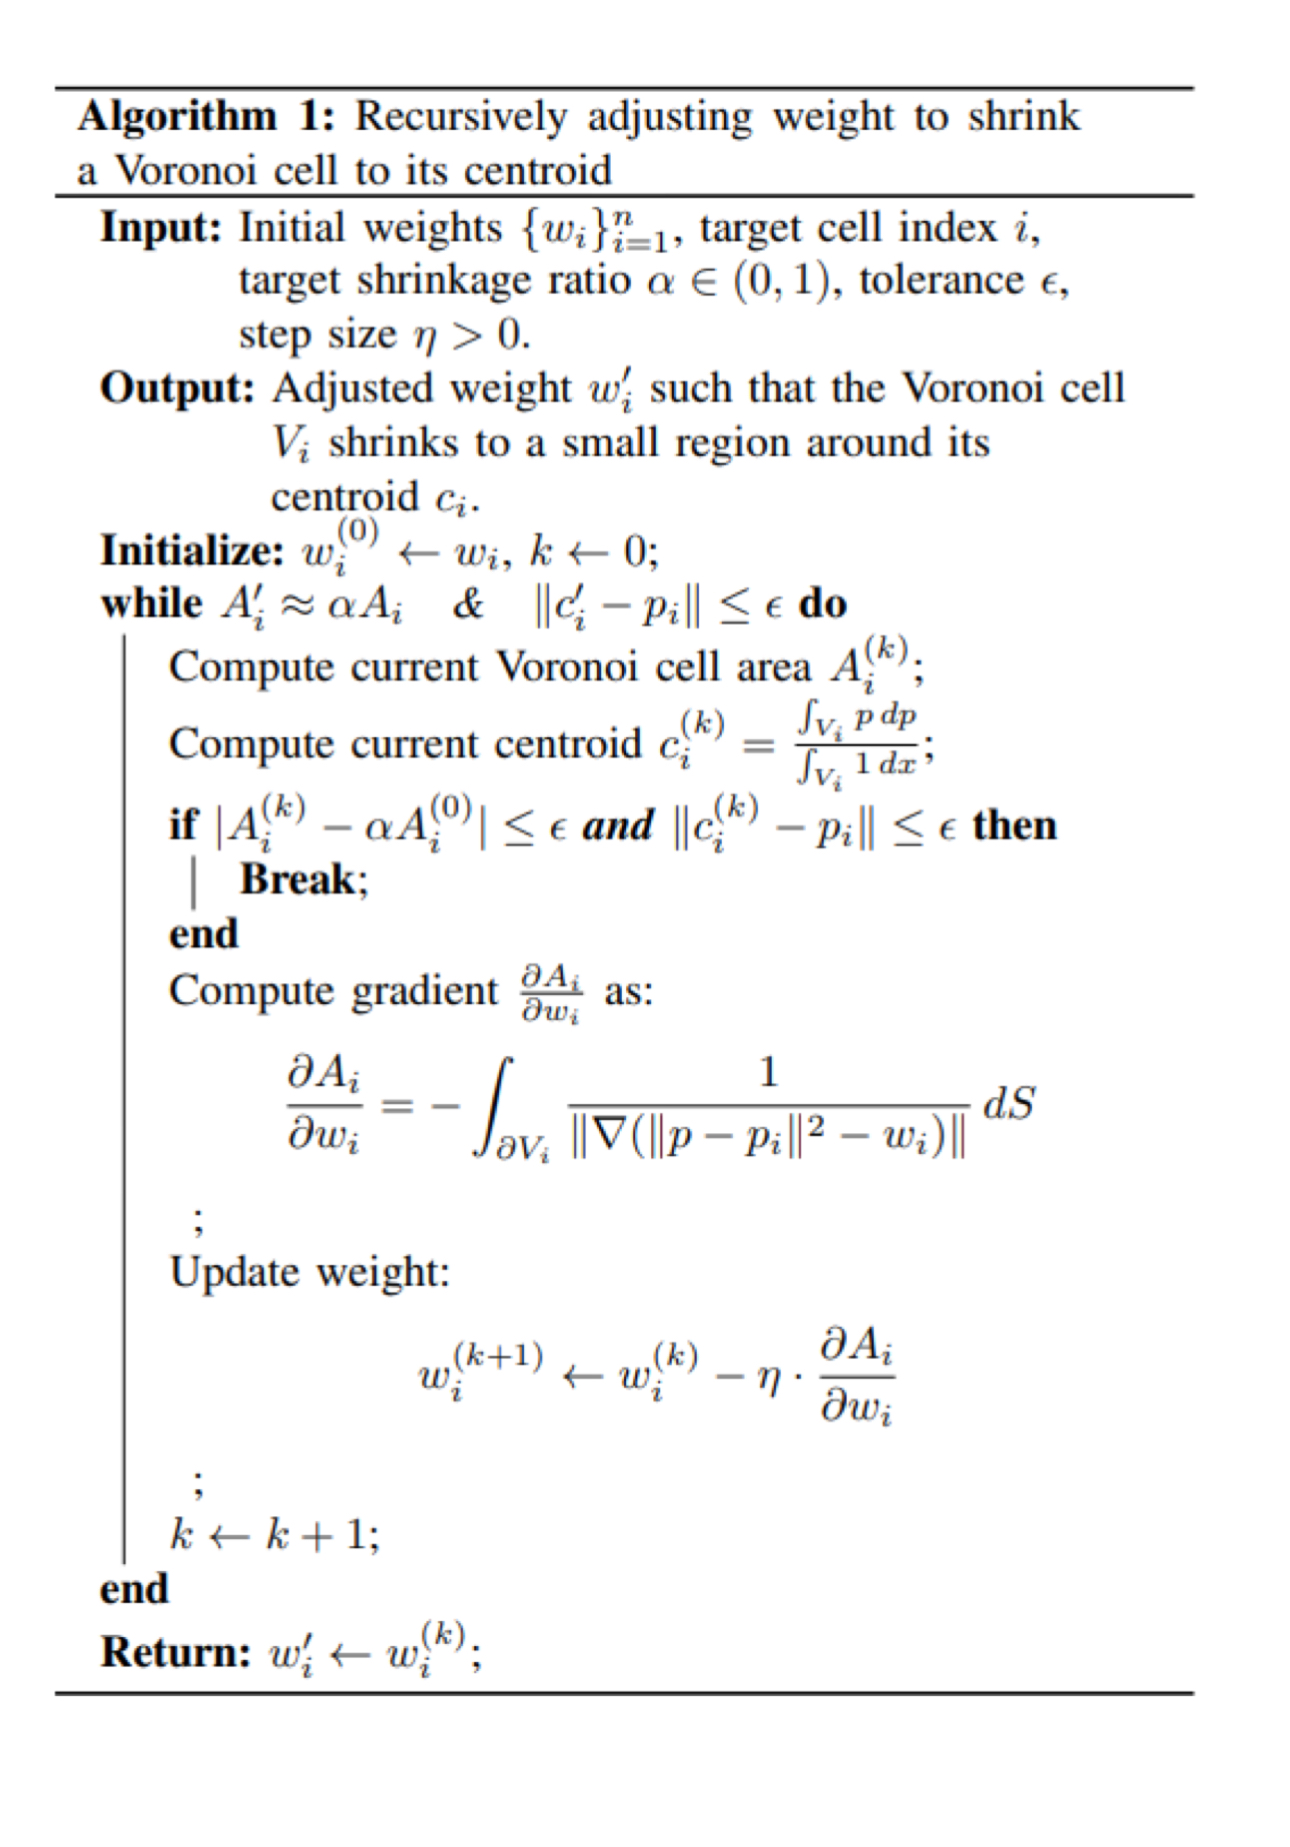 Algorithm 1: Recursively adjusting weight to shrink
a Voronoi cell to its centroid
Input: Initial weights $\{w_i\}_{i=1}^n$, target cell index $i$,
target shrinkage ratio $\alpha \in (0, 1)$, tolerance $\epsilon$,
step size $\eta > 0$.
Output: Adjusted weight $w_i'$ such that the Voronoi cell
$V_i$ shrinks to a small region around its
centroid $c_i$.
Initialize: $w_i^{(0)} \leftarrow w_i$, $k \leftarrow 0$;
while $A_i' \approx \alpha A_i$ & $\|c_i' - p_i\| \leq \epsilon$ do
Compute current Voronoi cell area $A_i^{(k)}$;
Compute current centroid $c_i^{(k)} = \frac{\int_{V_i} p\,dp}{\int_{V_i} 1\,dx}$;
if $|A_i^{(k)} - \alpha A_i^{(0)}| \leq \epsilon$ and $\|c_i^{(k)} - p_i\| \leq \epsilon$ then
Break;
end
Compute gradient $\frac{\partial A_i}{\partial w_i}$ as:
$\frac{\partial A_i}{\partial w_i} = -\int_{\partial V_i} \frac{1}{\|\nabla(\|p - p_i\|^2 - w_i)\|}\,dS$
;
Update weight:
$w_i^{(k+1)} \leftarrow w_i^{(k)} - \eta \cdot \frac{\partial A_i}{\partial w_i}$
;
$k \leftarrow k + 1$;
end
Return: $w_i' \leftarrow w_i^{(k)}$;